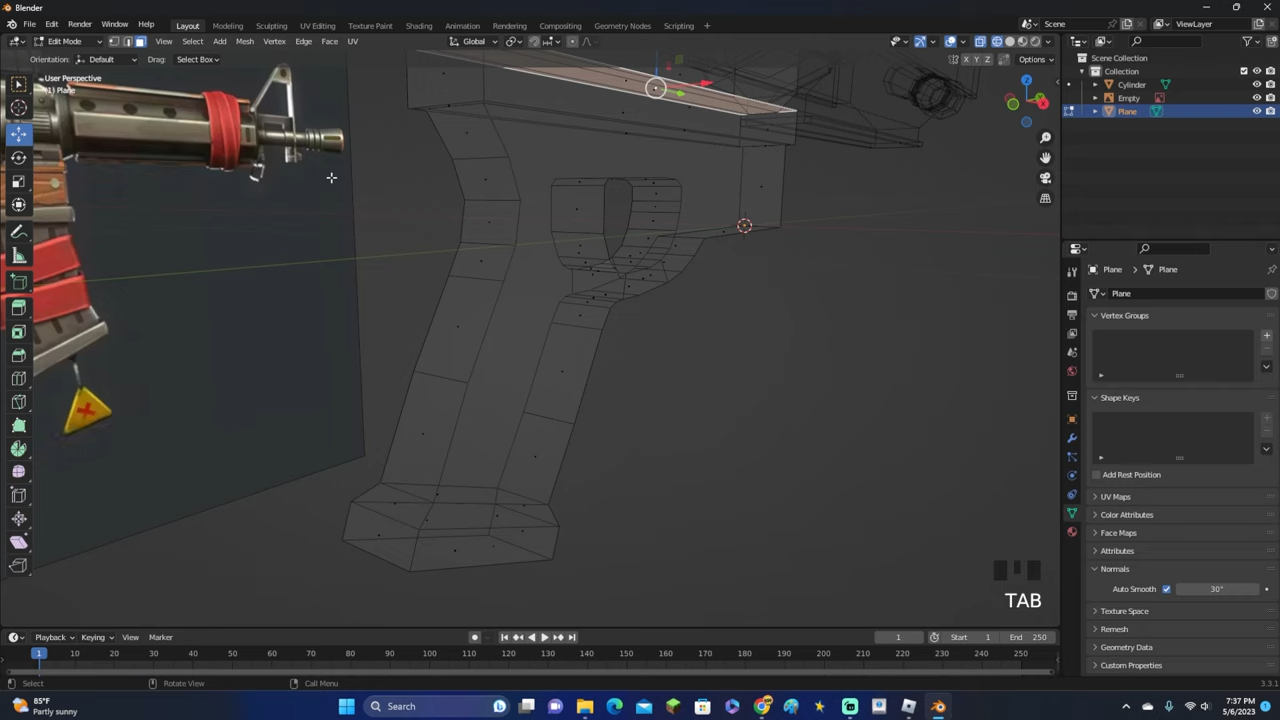 Blender
File Edit Render Window Help Layout Modeling Sculpting UV Editing Texture Paint Shading Animation Rendering Compositing Geometry Nodes Scripting + Scene ViewLayer
Edit Mode View Select Add Mesh Vertex Edge Face UV Global
Orientation: Default Drag: Select Box X Y Z Options
User Perspective
(1) Plane
Scene Collection
Collection
Cylinder
Empty
Plane
Plane Plane
Plane
Vertex Groups
Shape Keys
Add Rest Position
UV Maps
Color Attributes
Face Maps
Attributes
Normals
Auto Smooth 30°
Texture Space
Remesh
Geometry Data
Custom Properties
TAB
Playback Keying View Marker 1 Start 1 End 250
1 10 20 30 40 50 60 70 80 90 100 110 120 130 140 150 160 170 180 190 200 210 220 230 240 250
Select Rotate View Call Menu 3.3.1
85°F
Partly sunny
Search
7:37 PM
5/6/2023